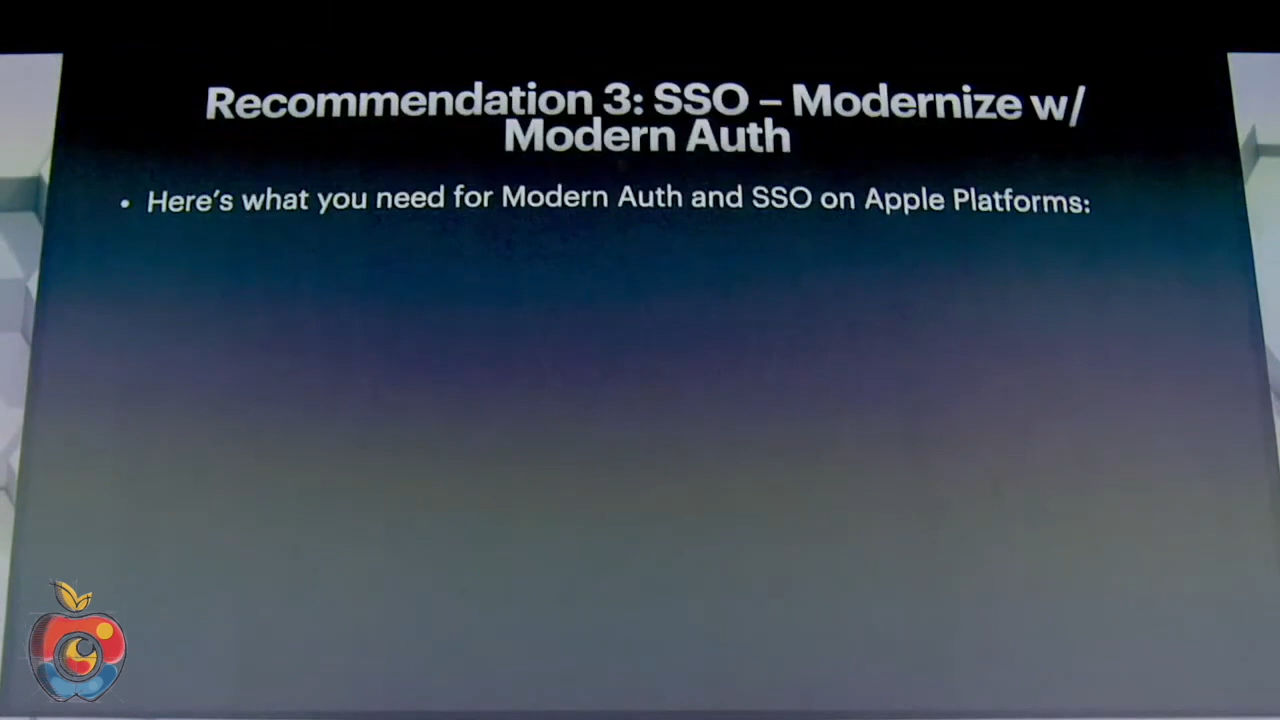 Recommendation 3: SSO – Modernize w/
Modern Auth
• Here's what you need for Modern Auth and SSO on Apple Platforms: